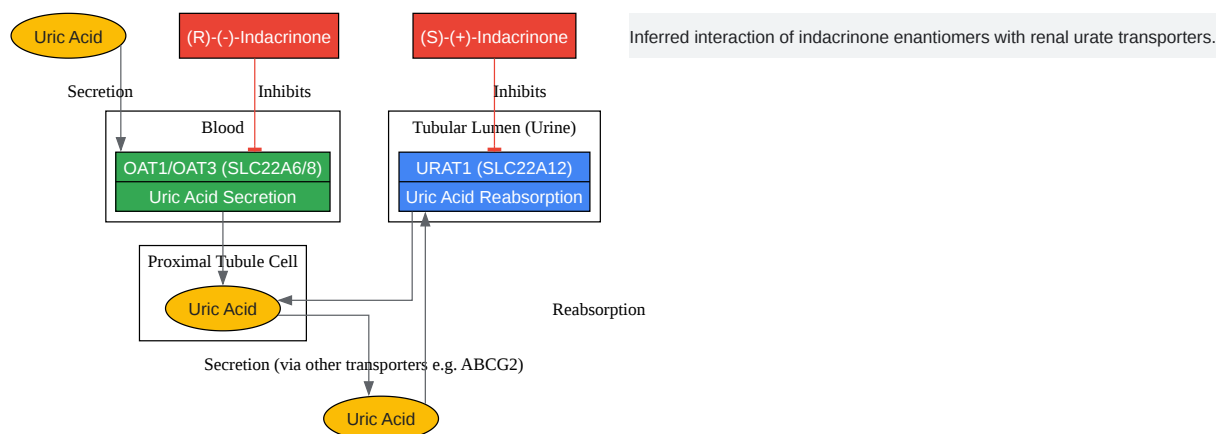 Uric Acid
(R)-(-)-Indacrinone
(S)-(+)-Indacrinone
Inferred interaction of indacrinone enantiomers with renal urate transporters.
Secretion
Inhibits
Inhibits
Blood
Tubular Lumen (Urine)
OAT1/OAT3 (SLC22A6/8)
Uric Acid Secretion
URAT1 (SLC22A12)
Uric Acid Reabsorption
Proximal Tubule Cell
Uric Acid
Reabsorption
Secretion (via other transporters e.g. ABCG2)
Uric Acid